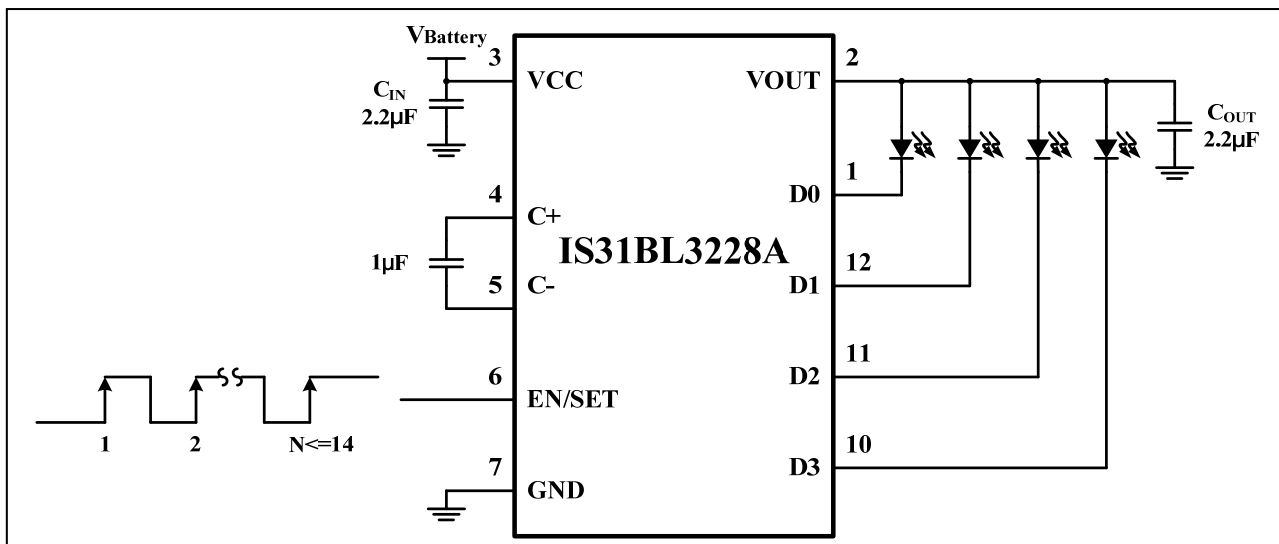 VBattery
3
VCC
CIN
2.2µF
4
C+
1µF
5
C-
6
EN/SET
1
2
N<=14
7
GND
IS31BL3228A
2
VOUT
COUT
2.2µF
1
D0
12
D1
11
D2
10
D3